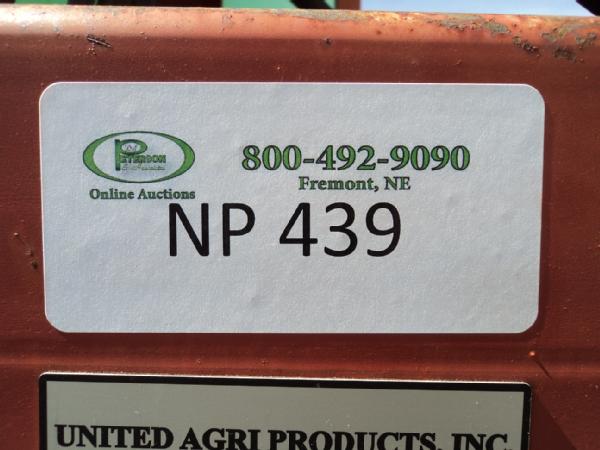 PETERSON
Online Auctions
800-492-9090
Fremont, NE
NP 439
UNITED AGRI PRODUCTS, INC.